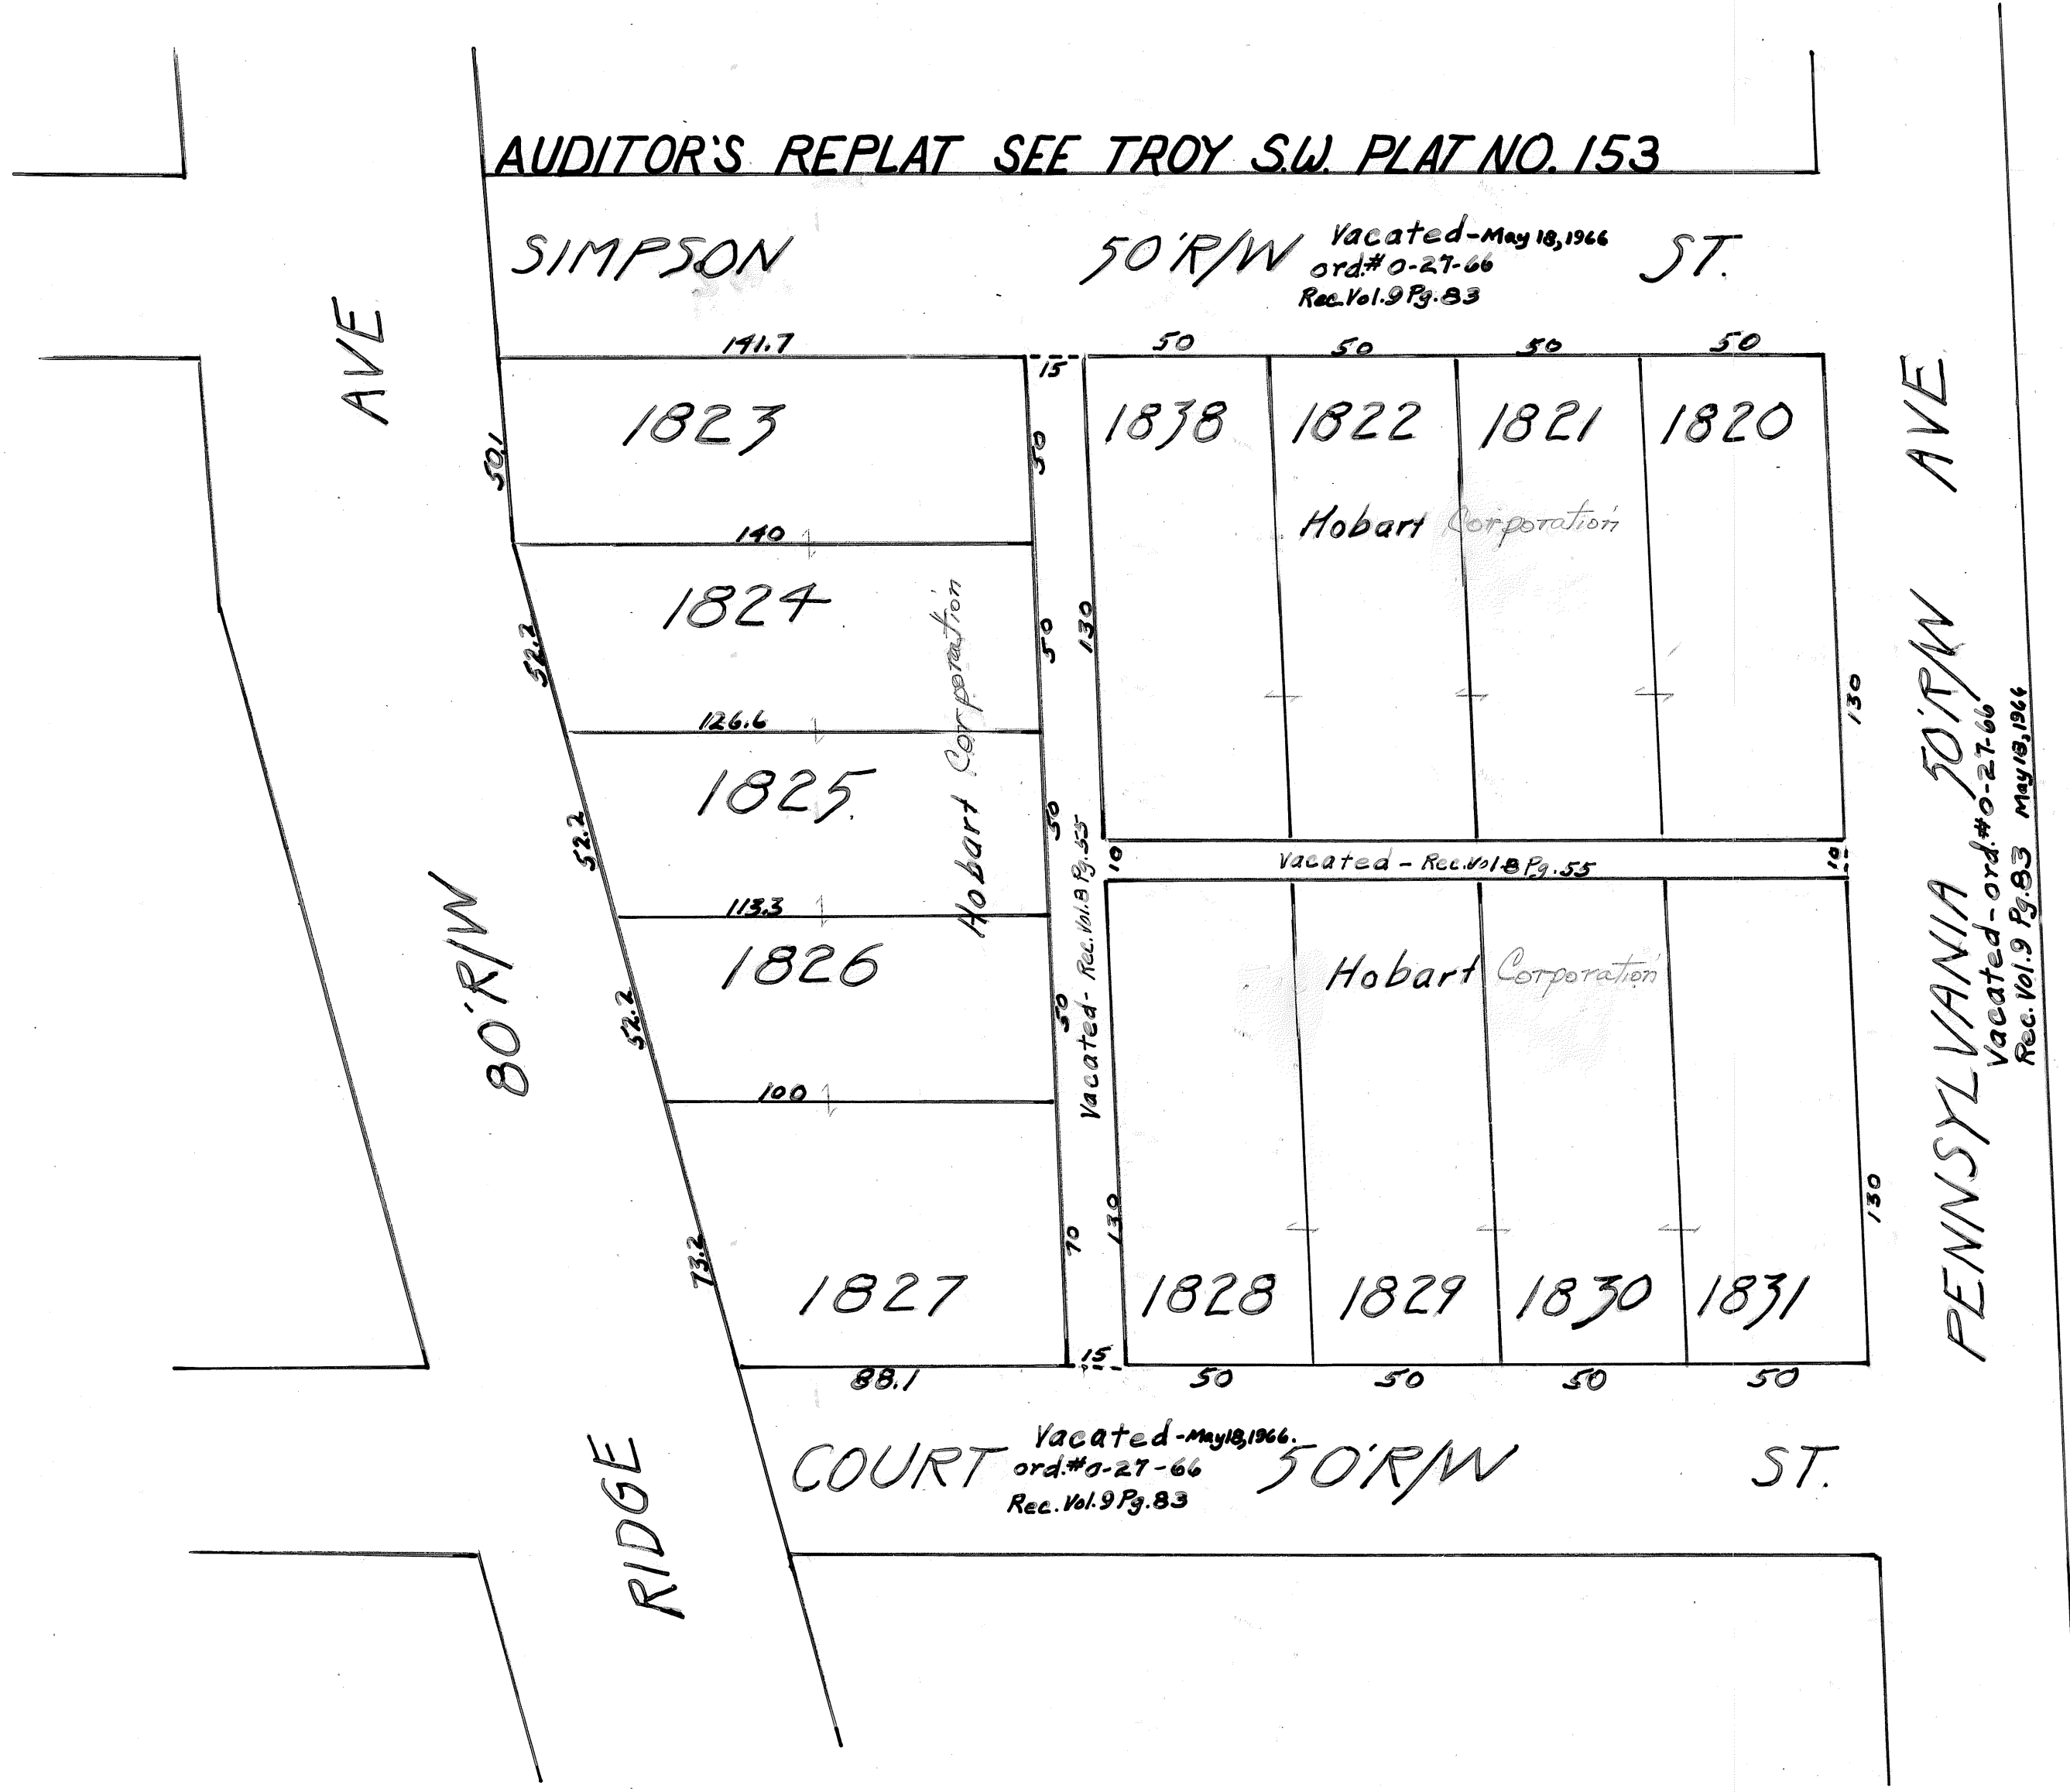 AUDITOR'S REPLAT SEE TROY S.W. PLAT NO. 153
SIMPSON 50'R/W ST.
Vacated-May 18, 1966
ord.# O-27-66
Rec. Vol. 9 Pg. 83
AVE
141.7
15
50
50
50
50
1823
1838
1822
1821
1820
AVE
50.1
50
Hobart Corporation
140
1824
52.2
50
130
130
126.6
1825
Hobart Corporation
52.2
50
10
Vacated - Rec. Vol 8 Pg. 55
10
113.3
1826
80'R/W
52.2
50
Vacated - Rec. Vol. 8 Pg. 55
Hobart Corporation
PENNSYLVANIA 50'R/W
Vacated-ord.#O-27-66
Rec. Vol. 9 Pg. 83 May 18, 1966
100
73.2
70
130
130
1827
1828
1829
1830
1831
15
88.1
50
50
50
50
RIDGE
COURT 50'R/W ST.
Vacated-May 18, 1966.
ord.#O-27-66
Rec. Vol. 9 Pg. 83